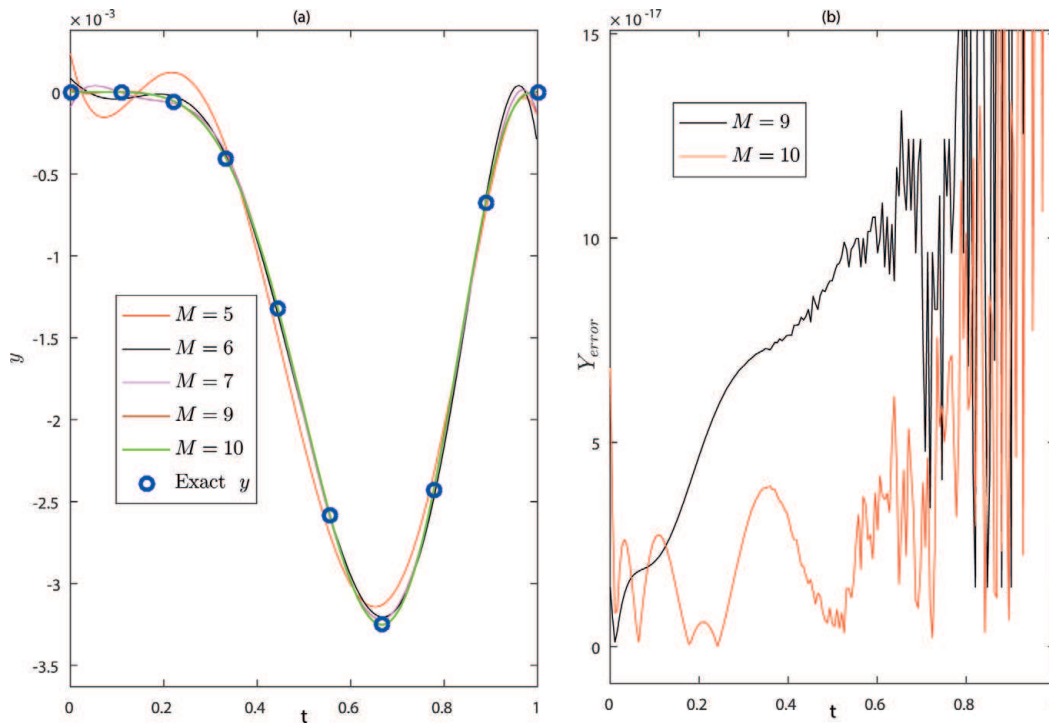 × 10⁻³
(a)
0
-0.5
-1
-1.5
-2
-2.5
-3
-3.5
y
M = 5
M = 6
M = 7
M = 9
M = 10
Exact y
0
0.2
0.4
0.6
0.8
1
t
× 10⁻¹⁷
(b)
15
10
5
0
Y_error
M = 9
M = 10
0
0.2
0.4
0.6
0.8
t